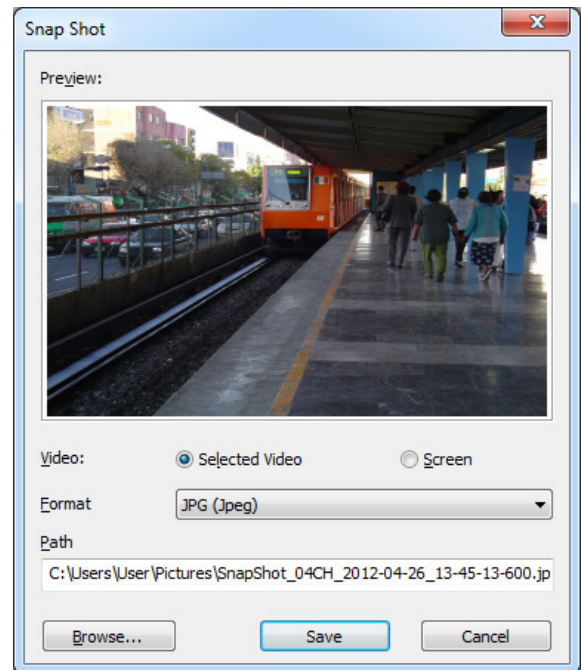 Snap Shot
Preview:
Video:
Selected Video
Screen
Format
JPG (Jpeg)
Path
C:\Users\User\Pictures\SnapShot_04CH_2012-04-26_13-45-13-600.jp
Browse...
Save
Cancel